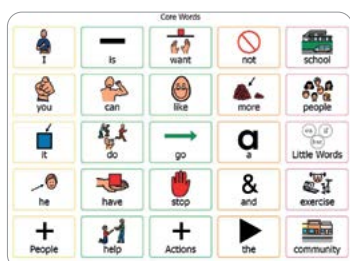 Core Words
I is want not school
you can like more people
it do go a a Little Words
he have stop & and exercise
+ People help + Actions the community